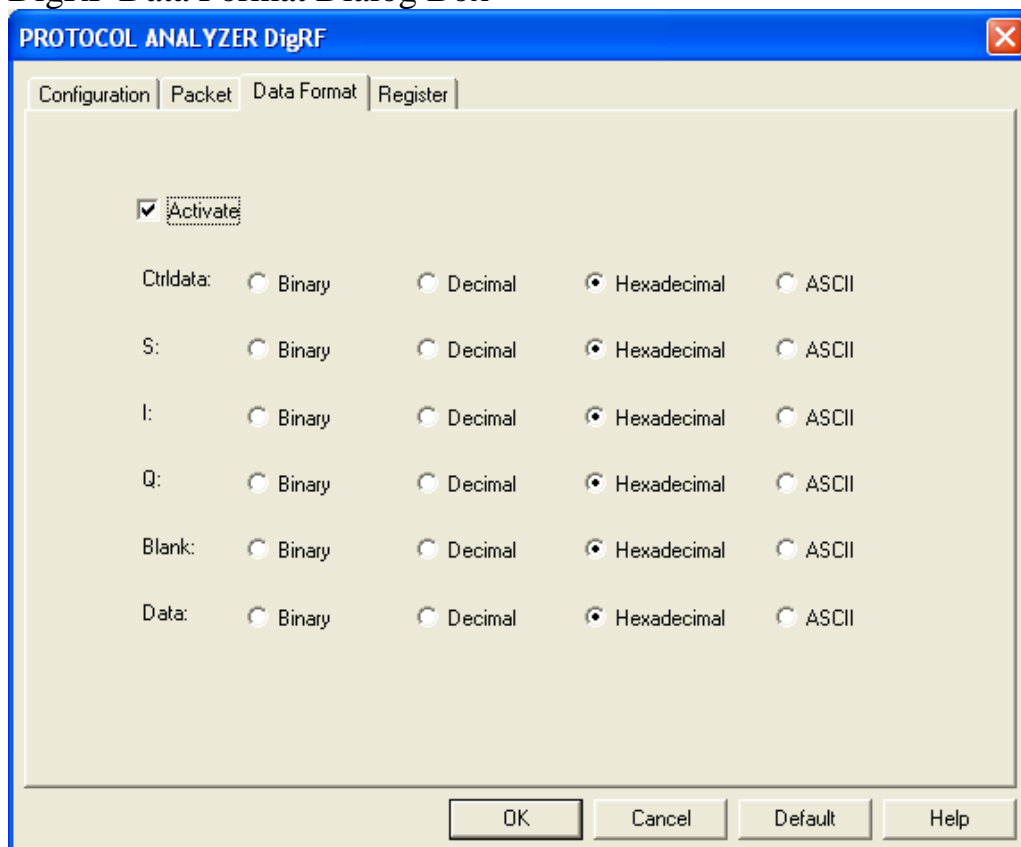 DigRF Data Format Dialog Box
PROTOCOL ANALYZER DigRF
Configuration Packet Data Format Register
Activate
Ctrldata: Binary Decimal Hexadecimal ASCII
S: Binary Decimal Hexadecimal ASCII
I: Binary Decimal Hexadecimal ASCII
Q: Binary Decimal Hexadecimal ASCII
Blank: Binary Decimal Hexadecimal ASCII
Data: Binary Decimal Hexadecimal ASCII
OK Cancel Default Help